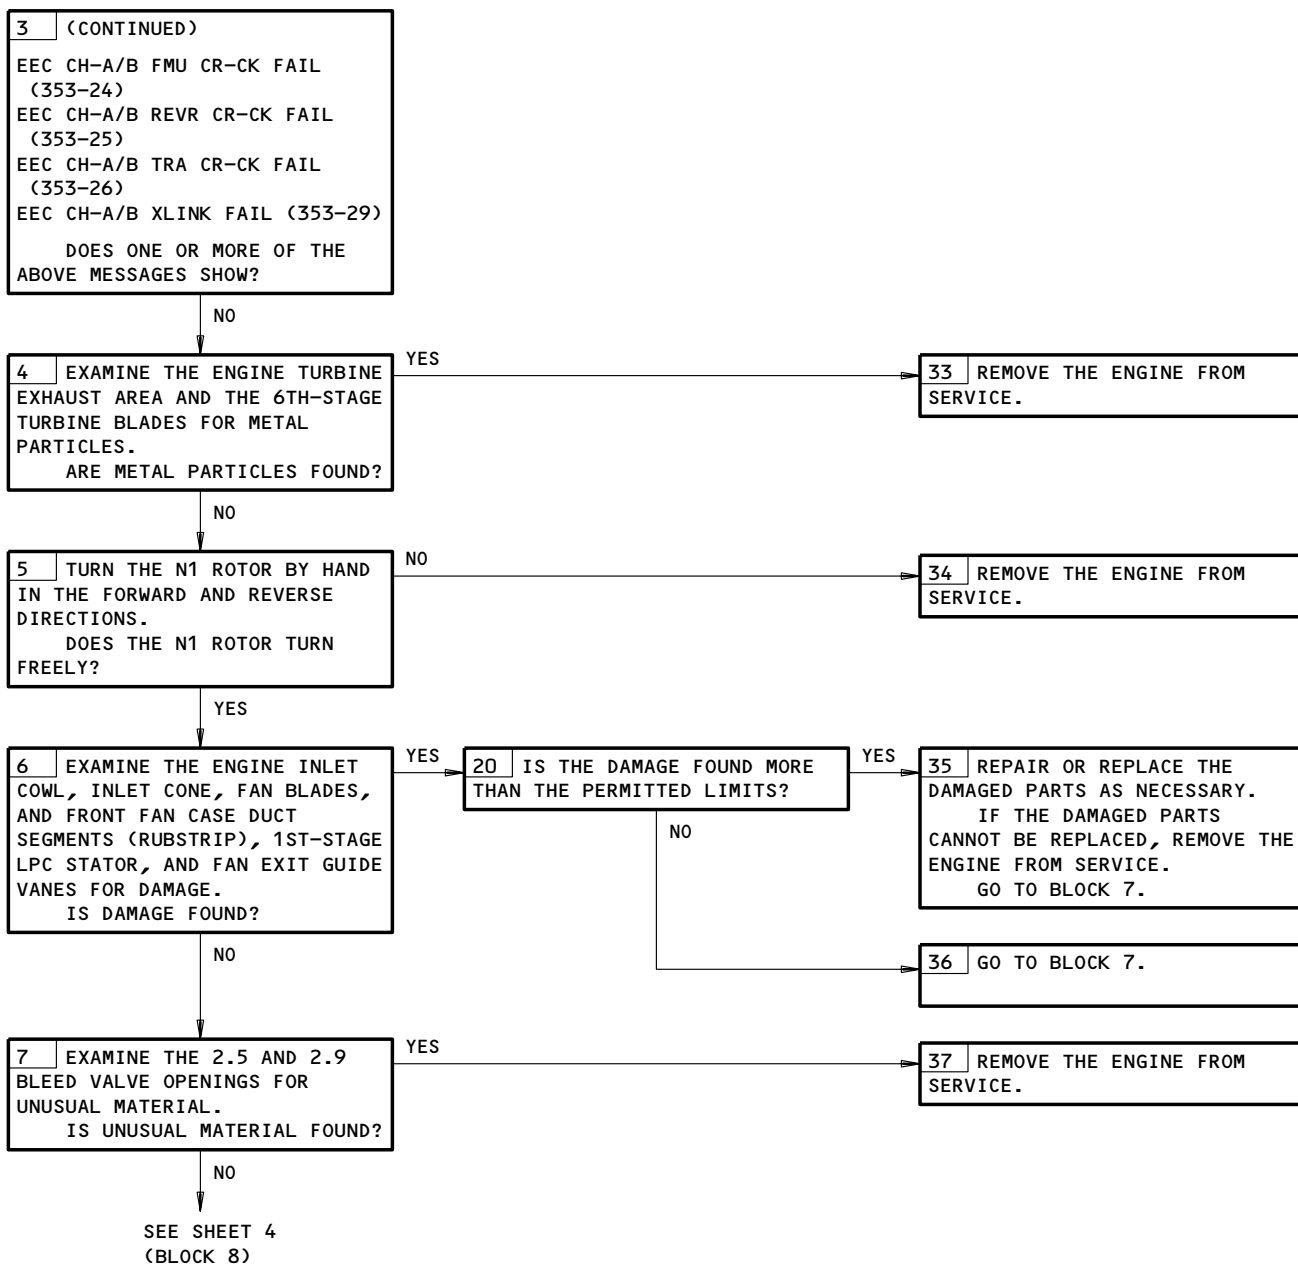 3 (CONTINUED)
EEC CH-A/B FMU CR-CK FAIL
(353-24)
EEC CH-A/B REVR CR-CK FAIL
(353-25)
EEC CH-A/B TRA CR-CK FAIL
(353-26)
EEC CH-A/B XLINK FAIL (353-29)
DOES ONE OR MORE OF THE
ABOVE MESSAGES SHOW?
NO
4 EXAMINE THE ENGINE TURBINE
EXHAUST AREA AND THE 6TH-STAGE
TURBINE BLADES FOR METAL
PARTICLES.
ARE METAL PARTICLES FOUND?
YES
33 REMOVE THE ENGINE FROM
SERVICE.
NO
5 TURN THE N1 ROTOR BY HAND
IN THE FORWARD AND REVERSE
DIRECTIONS.
DOES THE N1 ROTOR TURN
FREELY?
NO
34 REMOVE THE ENGINE FROM
SERVICE.
YES
6 EXAMINE THE ENGINE INLET
COWL, INLET CONE, FAN BLADES,
AND FRONT FAN CASE DUCT
SEGMENTS (RUBSTRIP), 1ST-STAGE
LPC STATOR, AND FAN EXIT GUIDE
VANES FOR DAMAGE.
IS DAMAGE FOUND?
YES
20 IS THE DAMAGE FOUND MORE
THAN THE PERMITTED LIMITS?
YES
35 REPAIR OR REPLACE THE
DAMAGED PARTS AS NECESSARY.
IF THE DAMAGED PARTS
CANNOT BE REPLACED, REMOVE THE
ENGINE FROM SERVICE.
GO TO BLOCK 7.
NO
36 GO TO BLOCK 7.
NO
7 EXAMINE THE 2.5 AND 2.9
BLEED VALVE OPENINGS FOR
UNUSUAL MATERIAL.
IS UNUSUAL MATERIAL FOUND?
YES
37 REMOVE THE ENGINE FROM
SERVICE.
NO
SEE SHEET 4
(BLOCK 8)